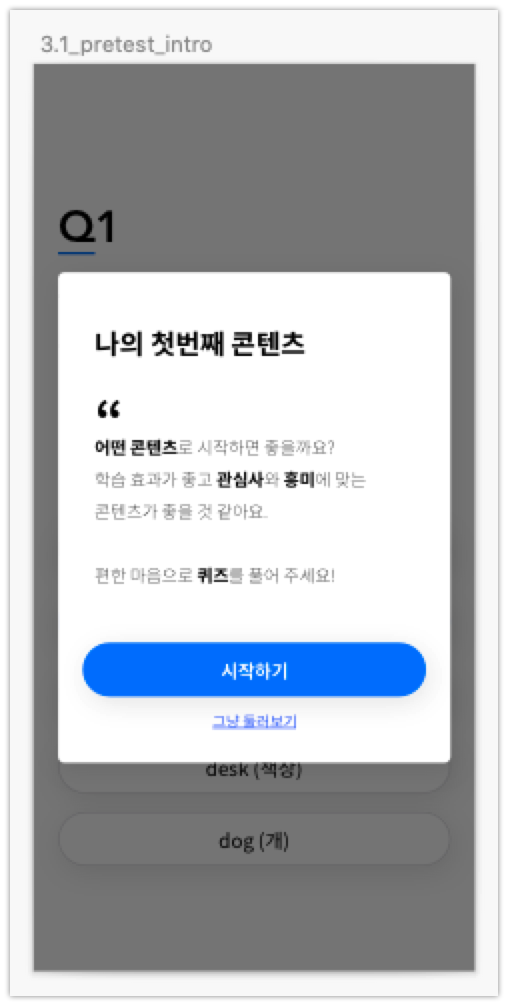 3.1_pretest_intro
Q1
나의 첫번째 콘텐츠
“
어떤 콘텐츠로 시작하면 좋을까요?
학습 효과가 좋고 관심사와 흥미에 맞는
콘텐츠가 좋을 것 같아요.
편한 마음으로 퀴즈를 풀어 주세요!
시작하기
그냥 둘러보기
desk (책상)
dog (개)